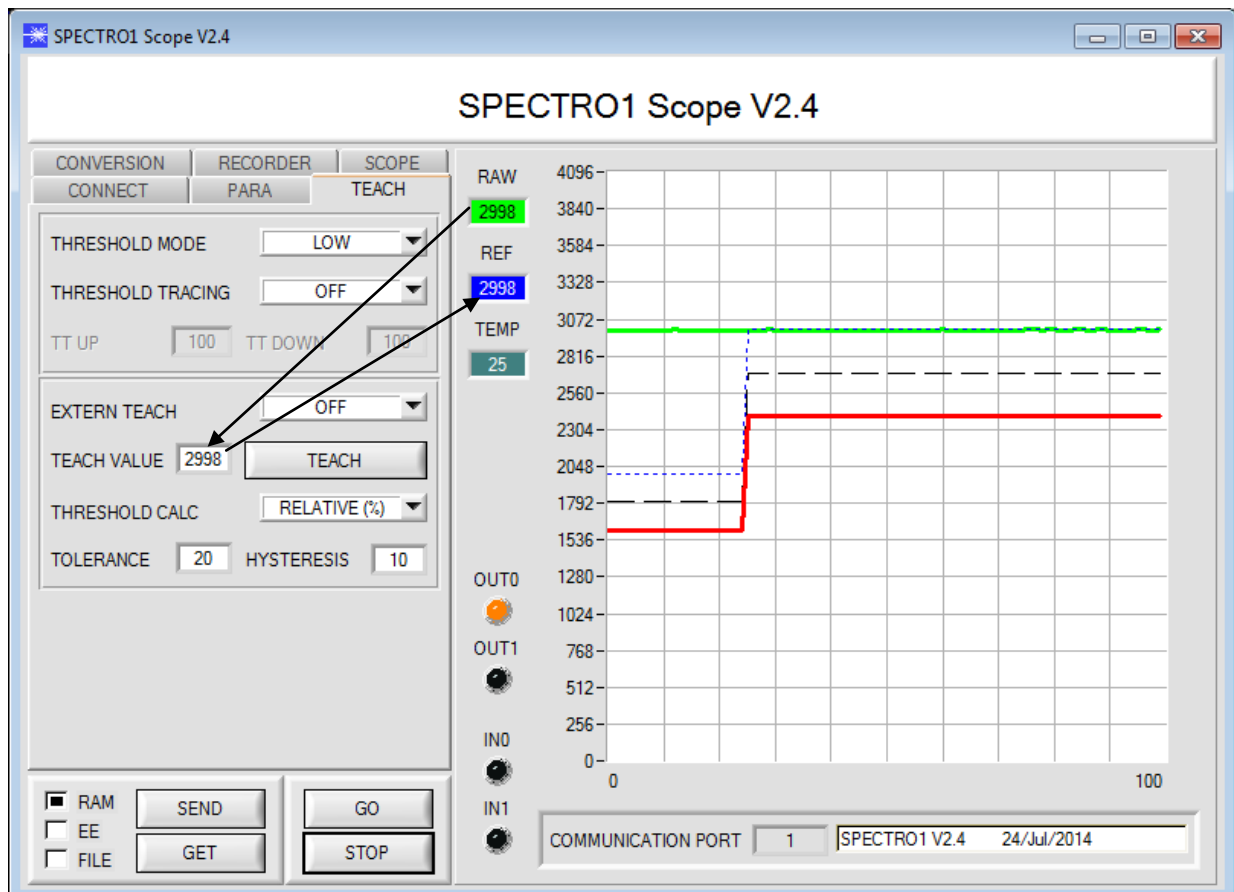 SPECTRO1 Scope V2.4
SPECTRO1 Scope V2.4
CONVERSION RECORDER SCOPE
CONNECT PARA TEACH
THRESHOLD MODE LOW
THRESHOLD TRACING OFF
TT UP 100 TT DOWN 100
EXTERN TEACH OFF
TEACH VALUE 2998 TEACH
THRESHOLD CALC RELATIVE (%)
TOLERANCE 20 HYSTERESIS 10
RAM SEND
EE
FILE GET
GO
STOP
RAW
2998
REF
2998
TEMP
25
OUT0
OUT1
IN0
IN1
4096
3840
3584
3328
3072
2816
2560
2304
2048
1792
1536
1280
1024
768
512
256
0
0 100
COMMUNICATION PORT 1 SPECTRO1 V2.4 24/Jul/2014